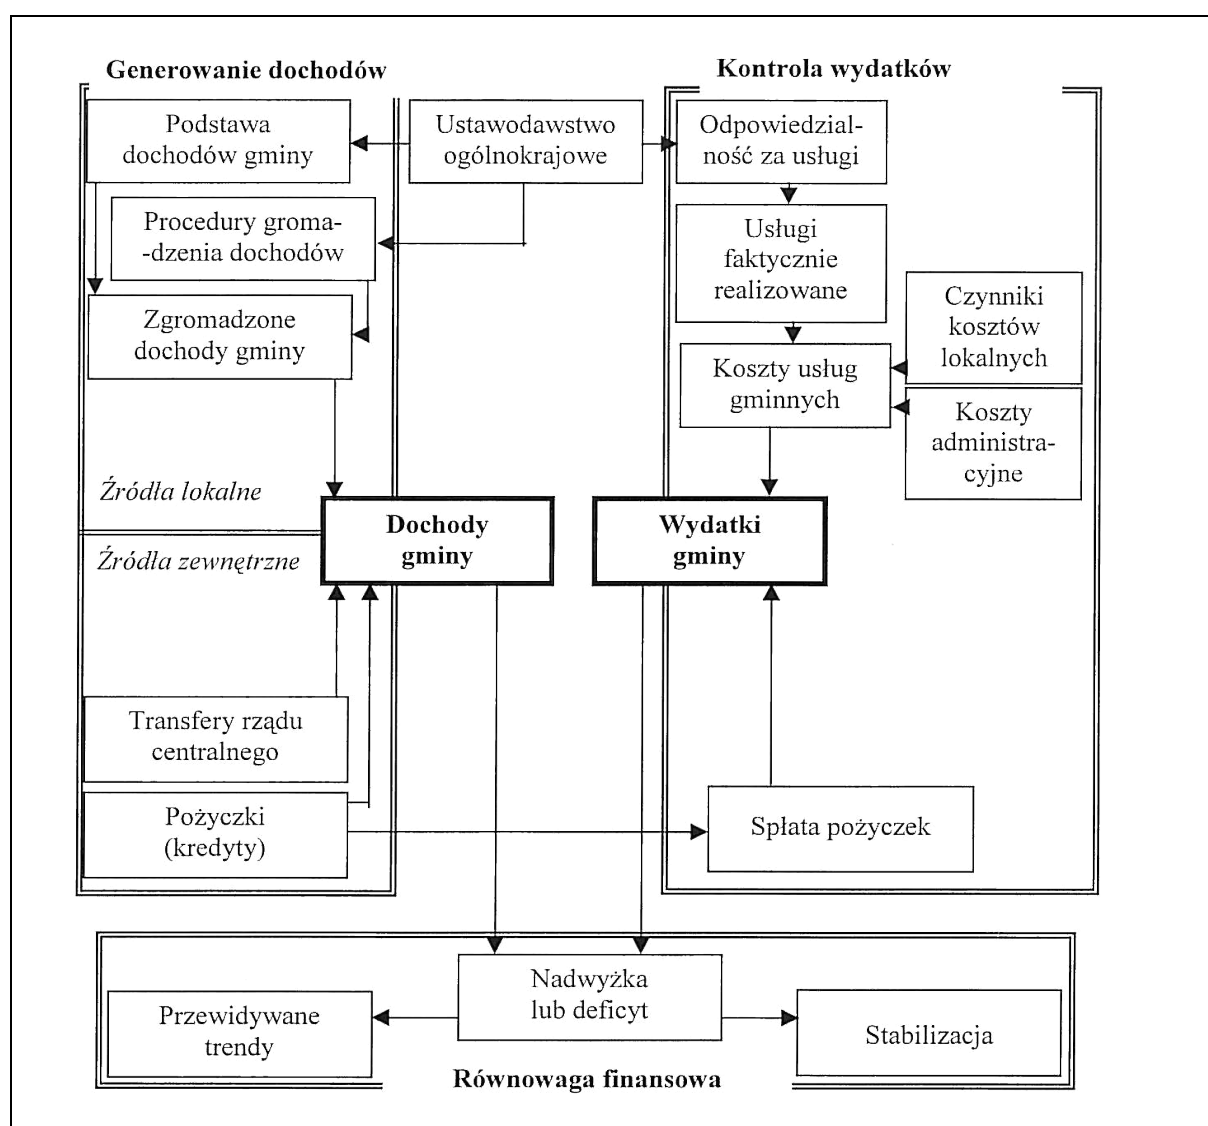 Generowanie dochodów
Kontrola wydatków
Podstawa
dochodów gminy
Ustawodawstwo
ogólnokrajowe
Odpowiedzial-
ność za usługi
Procedury groma-
-dzenia dochodów
Usługi
faktycznie
realizowane
Zgromadzone
dochody gminy
Czynniki
kosztów
lokalnych
Koszty usług
gminnych
Koszty
administra-
cyjne
Źródła lokalne
Dochody
gminy
Wydatki
gminy
Źródła zewnętrzne
Transfery rządu
centralnego
Pożyczki
(kredyty)
Spłata pożyczek
Nadwyżka
lub deficyt
Przewidywane
trendy
Stabilizacja
Równowaga finansowa